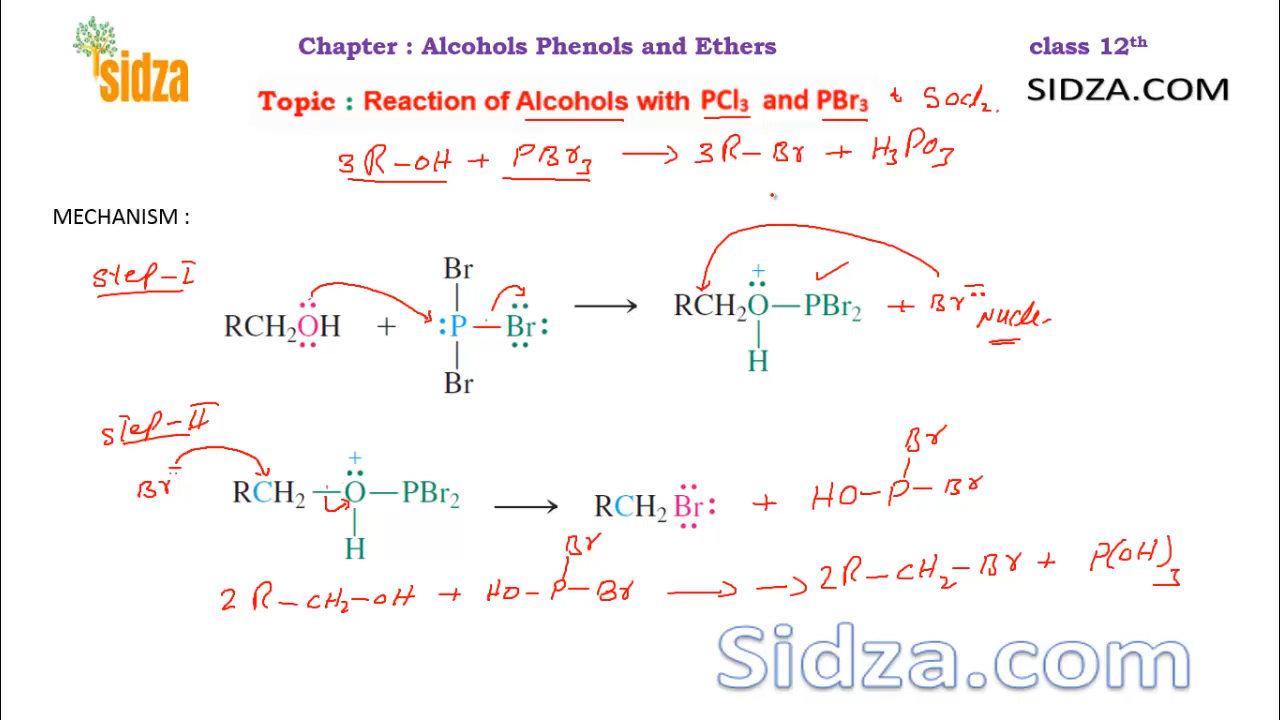 sidza
Chapter : Alcohols Phenols and Ethers
class 12th
SIDZA.COM
Topic : Reaction of Alcohols with PCl3 and PBr3 + SOCl2.
3R-OH + PBr3 → 3R-Br + H3PO3
MECHANISM :
Step-I
Br
RCH2OH + :P-Br: → RCH2O-PBr2 + Br
+
H
Br
Nucle-
Step-II
Br
+
Br RCH2-O-PBr2 → RCH2Br: + HO-P-Br
H
Br
2R-CH2-OH + HO-P-Br → → 2R-CH2-Br + P(OH)3
Sidza.com